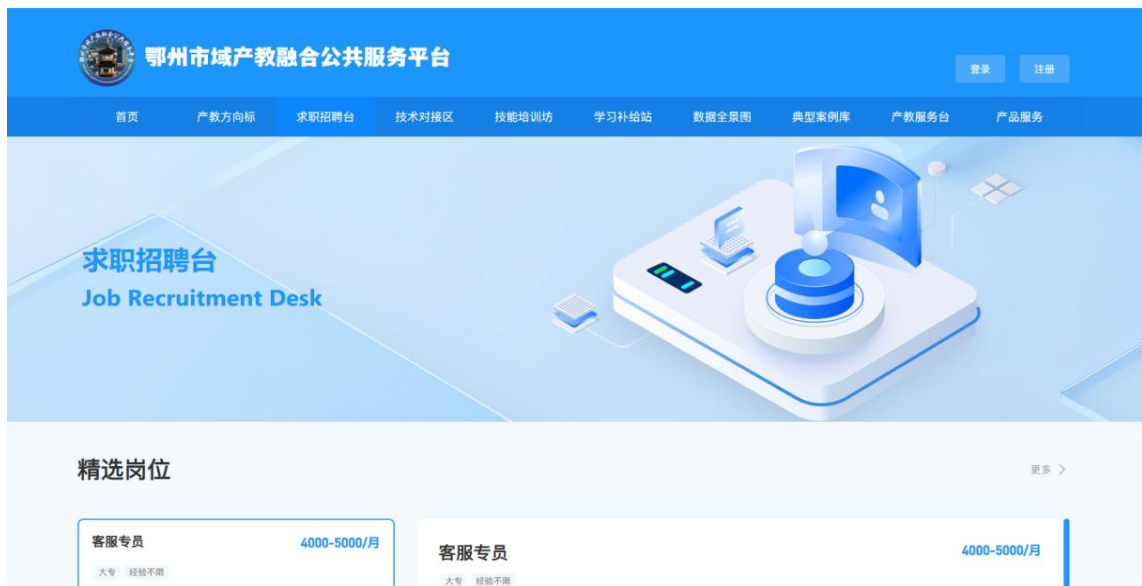 鄂州市域产教融合公共服务平台
登录 注册
首页 产教方向标 求职招聘台 技术对接区 技能培训坊 学习补给站 数据全景图 典型案例库 产教服务台 产品服务
求职招聘台
Job Recruitment Desk
精选岗位
更多
客服专员 4000-5000/月
大专 经验不限
客服专员 4000-5000/月
大专 经验不限